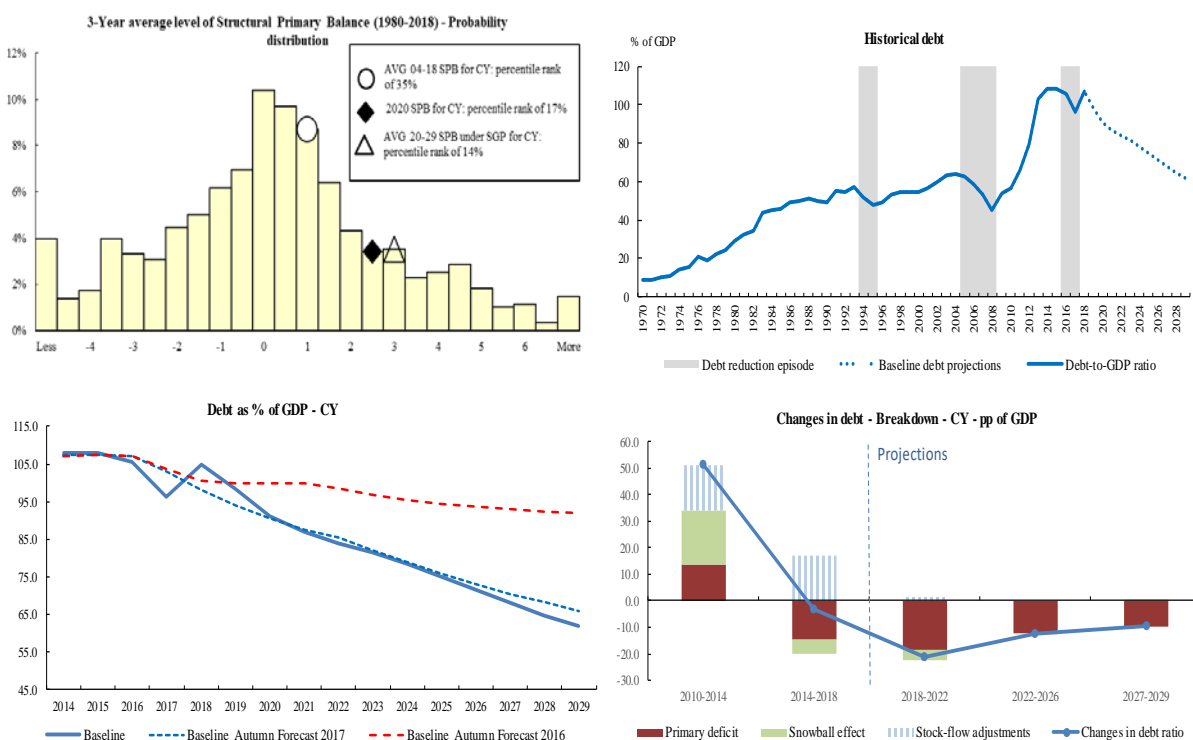 3-Year average level of Structural Primary Balance (1980-2018) - Probability
distribution
12%
10%
8%
6%
4%
2%
0%
AVG 04-18 SPB for CY: percentile rank
of 35%
2020 SPB for CY: percentile rank of 17%
AVG 20-29 SPB under SGP for CY:
percentile rank of 14%
Less -4 -3 -2 -1 0 1 2 3 4 5 6 More
Historical debt
% of GDP
120
100
80
60
40
20
0
1970 1972 1974 1976 1978 1980 1982 1984 1986 1988 1990 1992 1994 1996 1998 2000 2002 2004 2006 2008 2010 2012 2014 2016 2018 2020 2022 2024 2026 2028
Debt reduction episode Baseline debt projections Debt-to-GDP ratio
Debt as % of GDP - CY
115.0
105.0
95.0
85.0
75.0
65.0
55.0
45.0
2014 2015 2016 2017 2018 2019 2020 2021 2022 2023 2024 2025 2026 2027 2028 2029
Baseline Baseline Autumn Forecast 2017 Baseline Autumn Forecast 2016
Changes in debt - Breakdown - CY - pp of GDP
60.0
50.0
40.0
30.0
20.0
10.0
0.0
-10.0
-20.0
-30.0
Projections
2010-2014 2014-2018 2018-2022 2022-2026 2027-2029
Primary deficit Snowball effect Stock-flow adjustments Changes in debt ratio